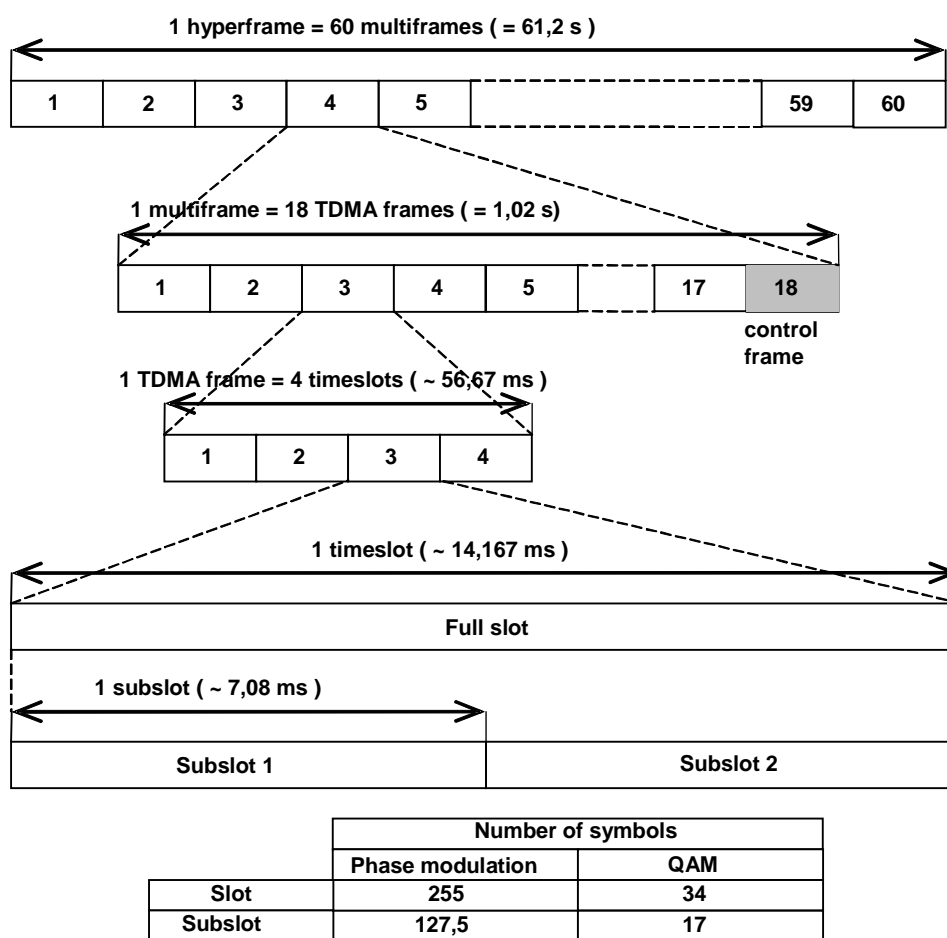 1 hyperframe = 60 multiframes ( = 61,2 s )
1 2 3 4 5 59 60
1 multiframe = 18 TDMA frames ( = 1,02 s)
1 2 3 4 5 17 18
control
frame
1 TDMA frame = 4 timeslots ( ~ 56,67 ms )
1 2 3 4
1 timeslot ( ~ 14,167 ms )
Full slot
1 subslot ( ~ 7,08 ms )
Subslot 1 Subslot 2
Number of symbols
Phase modulation QAM
Slot 255 34
Subslot 127,5 17